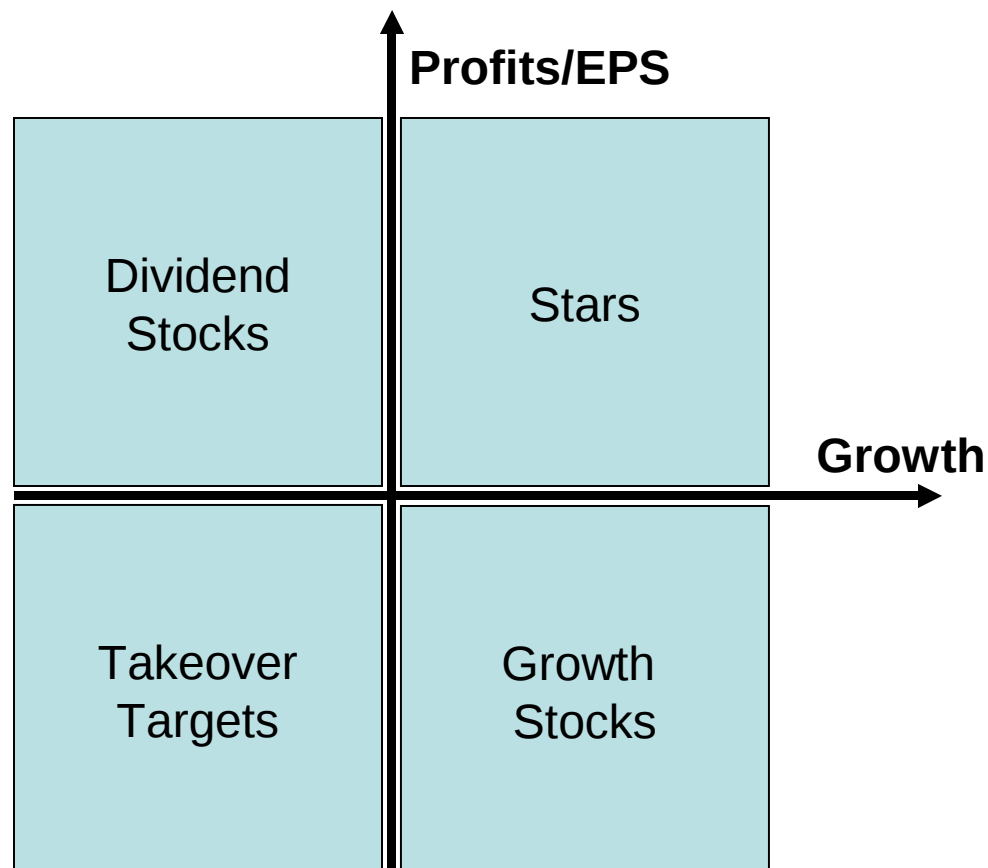 Profits/EPS
Dividend
Stocks
Stars
Growth
Takeover
Targets
Growth
Stocks